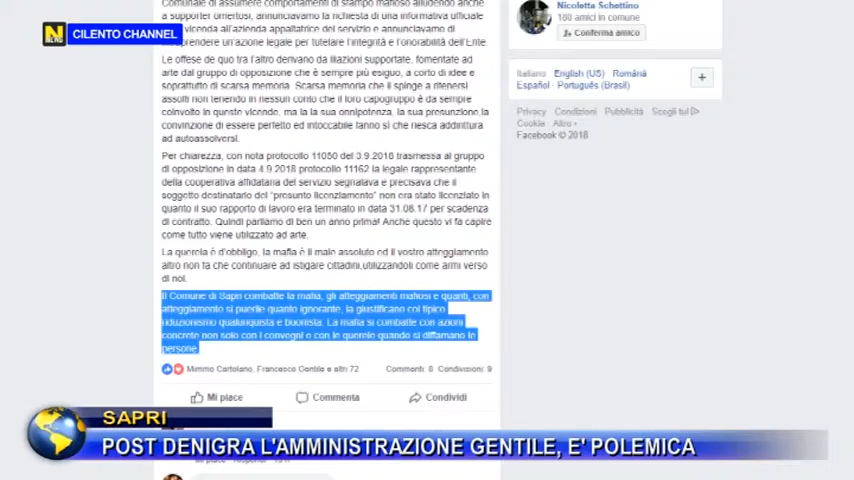 Comunale di assumere comportamenti di stampo mafioso alludendo anche
a supporter omertosi, annunciavamo la richiesta di una informativa ufficiale
vicenda all'azienda appaltatrice del servizio e annunciavamo di
intraprendere un'azione legale per tutelare l'integrità e l'onorabilità dell'Ente.
Le offese de quo tra l'altro derivano da illazioni supportate, fomentate ad
arte dal gruppo di opposizione che è sempre più esiguo, a corto di idee e
soprattutto di scarsa memoria. Scarsa memoria che li spinge a ritenersi
assolti non tenendo in nessun conto che il loro capogruppo è da sempre
coinvolto in queste vicende, ma la la sua onnipotenza, la sua presunzione,la
convinzione di essere perfetto ed intoccabile fanno sì che riesca addirittura
ad autoassolversi.
Per chiarezza, con nota protocollo 11050 del 3.9.2018 trasmessa al gruppo
di opposizione in data 4.9.2018 protocollo 11162 la legale rappresentante
della cooperativa affidataria del servizio segnalava e precisava che il
soggetto destinatario del "presunto licenziamento" non era stato licenziato in
quanto il suo rapporto di lavoro era terminato in data 31.08.17 per scadenza
di contratto. Quindi parliamo di ben un anno prima! Anche questo vi fa capire
come tutto viene utilizzato ad arte.
La querela è d'obbligo, la mafia è il male assoluto ed il vostro atteggiamento
altro non fa che continuare ad istigare cittadini,utilizzandoli come armi verso
di noi.
Il Comune di Sapri combatte la mafia, gli atteggiamenti mafiosi e quanti, con
atteggiamento si puerile quanto ignorante, la giustificano col tipico
riduzionismo qualunquista e buonista. La mafia si combatte con azioni
concrete non solo con i convegni e con le querele quando si diffamano le
persone.
Mimmo Cartolano, Francesco Gentile e altri 72
Commenti: 8 Condivisioni: 9
Mi piace
Commenta
Condividi
Nicoletta Schettino
180 amici in comune
Conferma amico
Italiano · English (US) · Română
Español · Português (Brasil)
+
Privacy · Condizioni · Pubblicità · Scegli tu!
Cookie · Altro
Facebook © 2018
N
CILENTO CHANNEL
SAPRI
POST DENIGRA L'AMMINISTRAZIONE GENTILE, E' POLEMICA